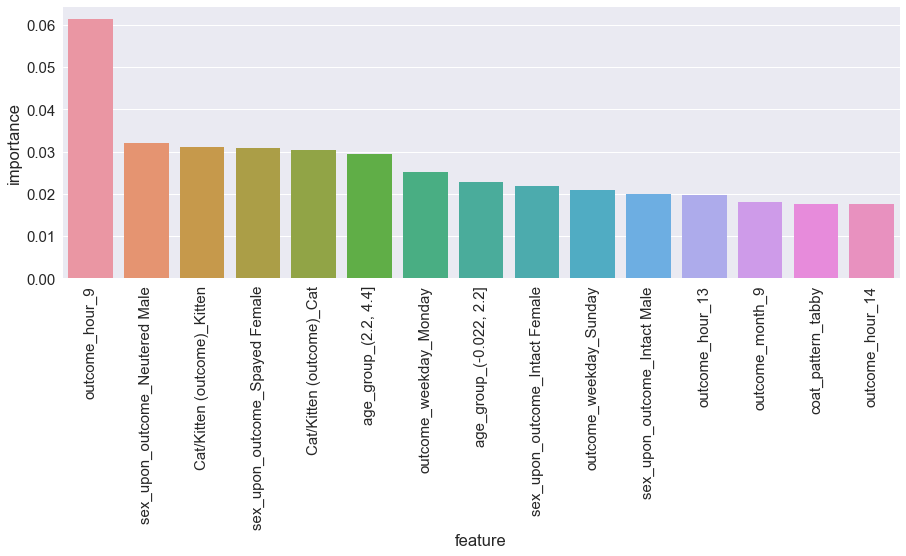 0.06
0.05
0.04
0.03
0.02
0.01
0.00
importance
outcome_hour_9
sex_upon_outcome_Neutered Male
Cat/Kitten (outcome)_Kitten
sex_upon_outcome_Spayed Female
Cat/Kitten (outcome)_Cat
age_group_(2.2, 4.4]
outcome_weekday_Monday
age_group_(-0.022, 2.2]
sex_upon_outcome_Intact Female
outcome_weekday_Sunday
sex_upon_outcome_Intact Male
outcome_hour_13
outcome_month_9
coat_pattern_tabby
outcome_hour_14
feature